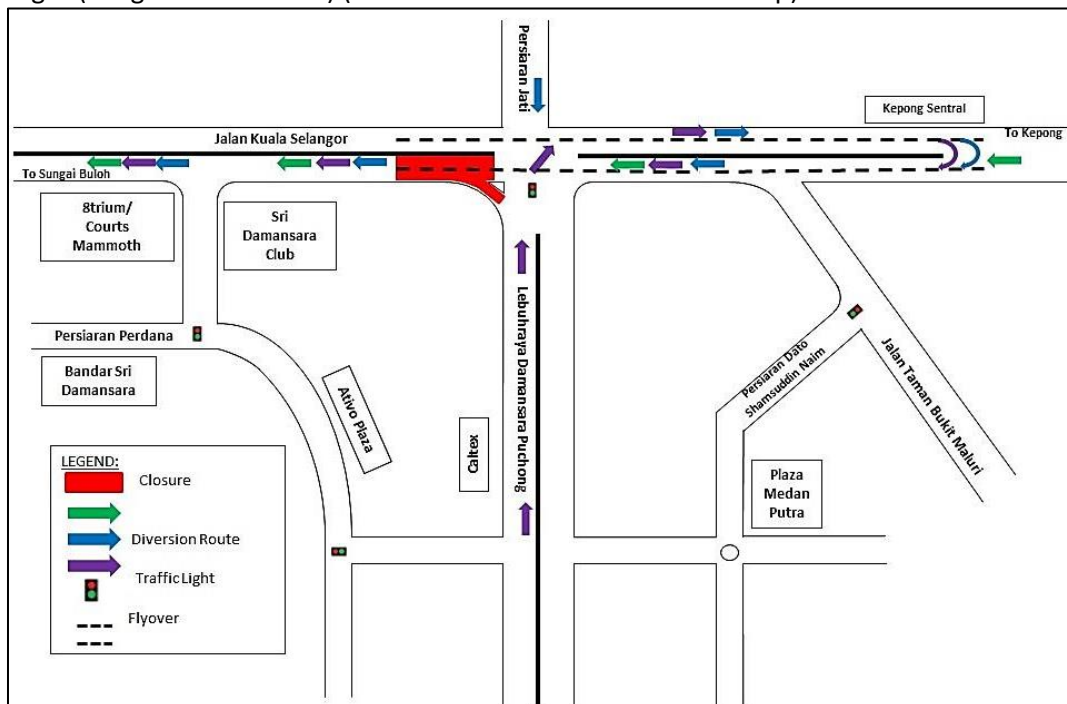 Persiaran Jati
Kepong Sentral
Jalan Kuala Selangor
To Kepong
To Sungai Buloh
8trium/
Courts
Mammoth
Sri
Damansara
Club
Lebuhraya Damansara Puchong
Persiaran Perdana
Bandar Sri
Damansara
Ativo Plaza
Caltex
Persiaran Dato
Shamsuddin Naim
Jalan Taman Bukit Maluri
Plaza
Medan
Putra
LEGEND:
Closure
Diversion Route
Traffic Light
Flyover